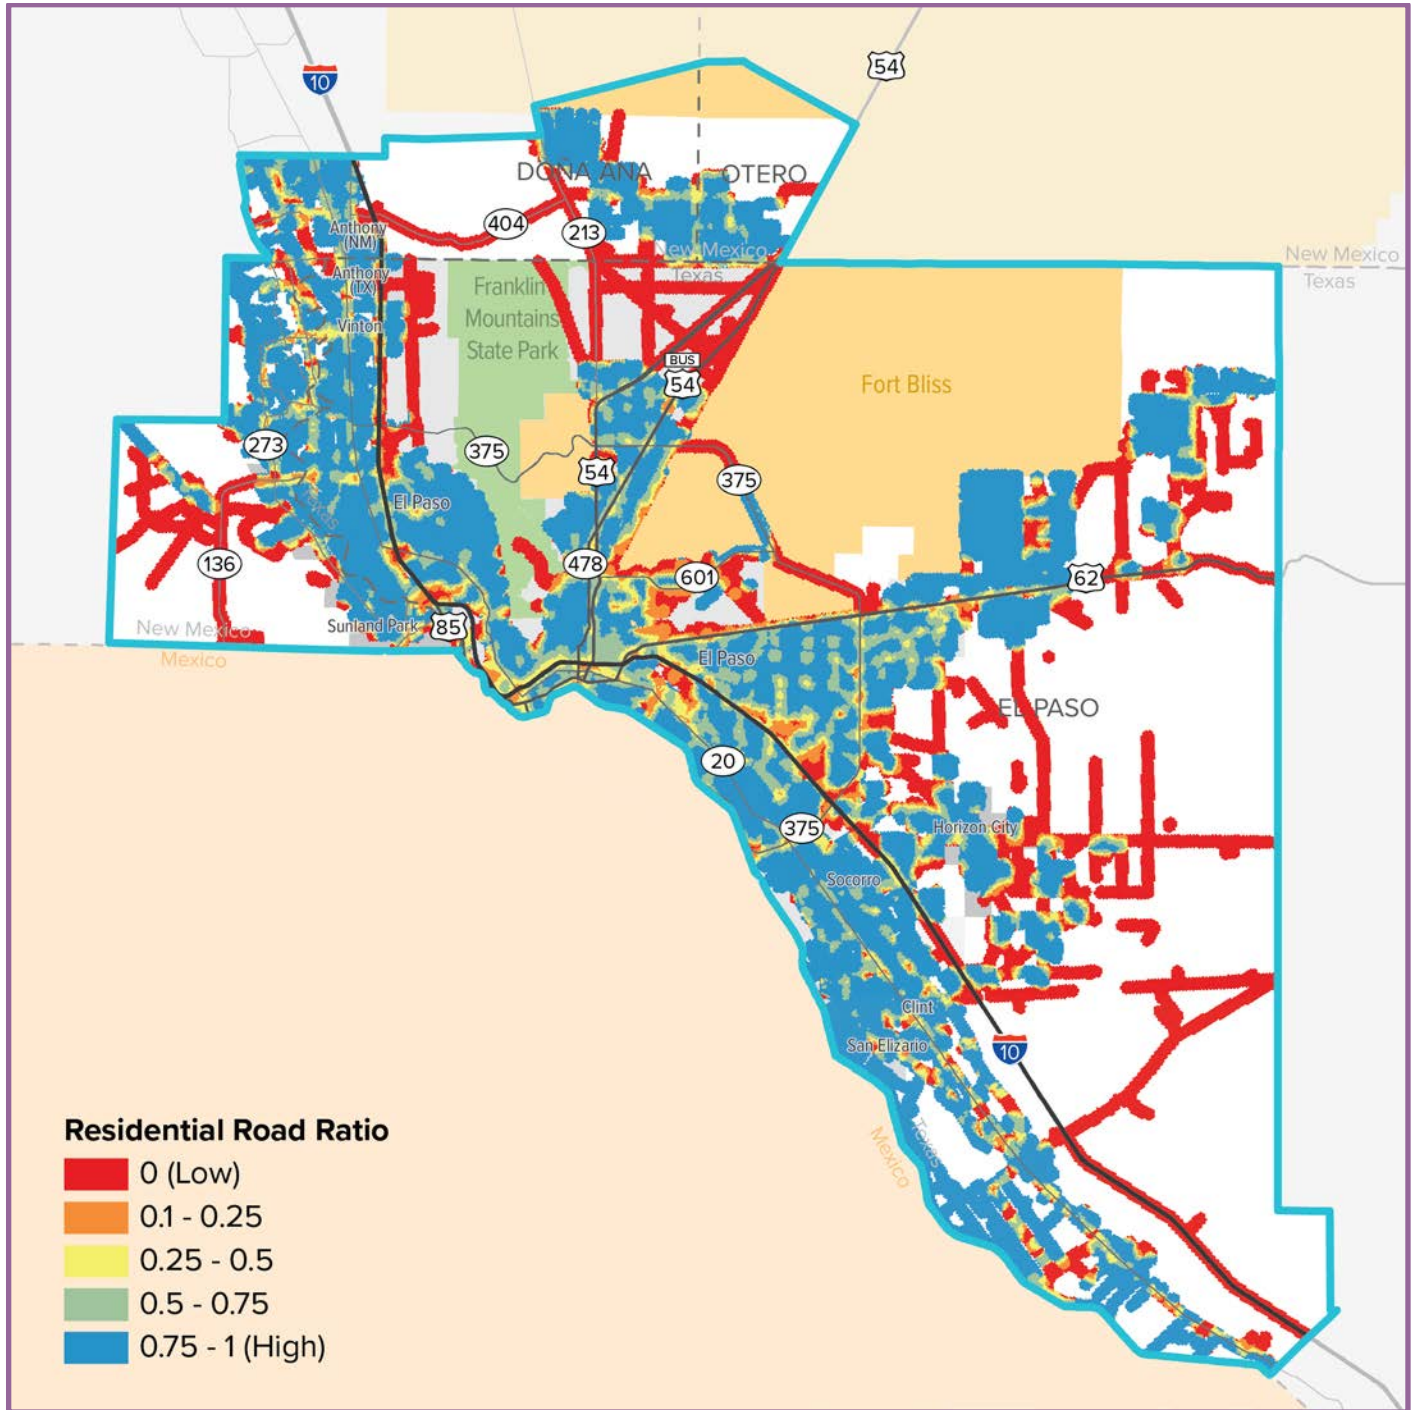 10
54
DOÑA ANA
OTERO
404
213
Anthony
(NM)
New Mexico
Texas
New Mexico
Texas
Anthony
(TX)
Franklin
Mountains
State Park
Vinton
BUS
54
Fort Bliss
273
375
54
375
El Paso
Texas
136
478
601
62
New Mexico
Mexico
Sunland Park
85
El Paso
EL PASO
20
375
Horizon City
Socorro
Clint
San Elizario
10
Texas
Mexico
Residential Road Ratio
0 (Low)
0.1 - 0.25
0.25 - 0.5
0.5 - 0.75
0.75 - 1 (High)